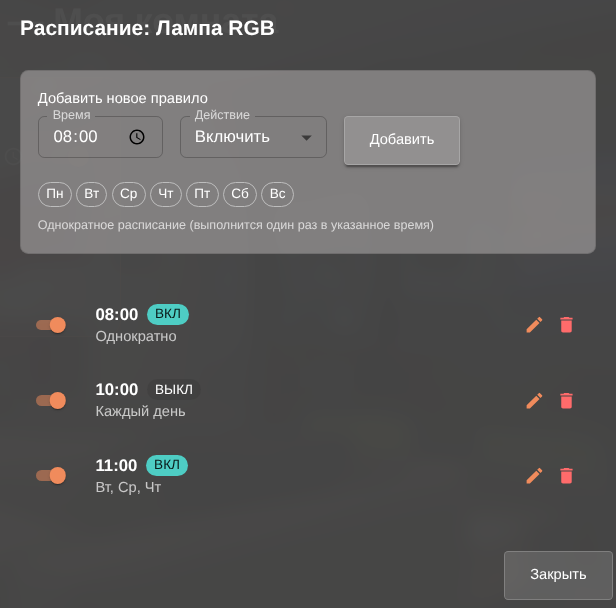 Расписание: Лампа RGB
Добавить новое правило
Время
08:00
Действие
Включить
Добавить
Пн Вт Ср Чт Пт Сб Вс
Однократное расписание (выполнится один раз в указанное время)
08:00 ВКЛ
Однократно
10:00 ВЫКЛ
Каждый день
11:00 ВКЛ
Вт, Ср, Чт
Закрыть